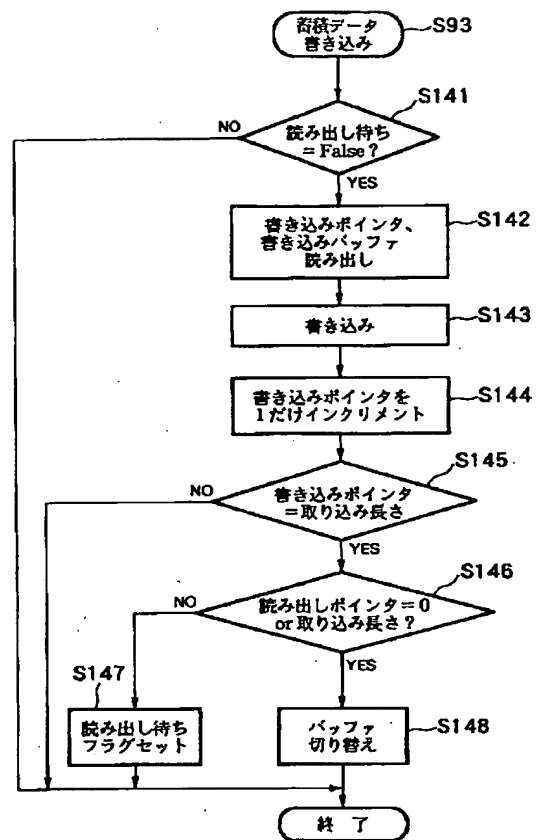 蓄積データ
書き込み
S93
S141
読み出し待ち
=False?
NO
YES
書き込みポインタ、
書き込みバッファ
読み出し
S142
書き込み
S143
書き込みポインタを
1だけインクリメント
S144
S145
書き込みポインタ
=取り込み長さ
NO
YES
S146
読み出しポインタ=0
or取り込み長さ?
NO
YES
S147
読み出し待ち
フラグセット
バッファ
切り替え
S148
終 了